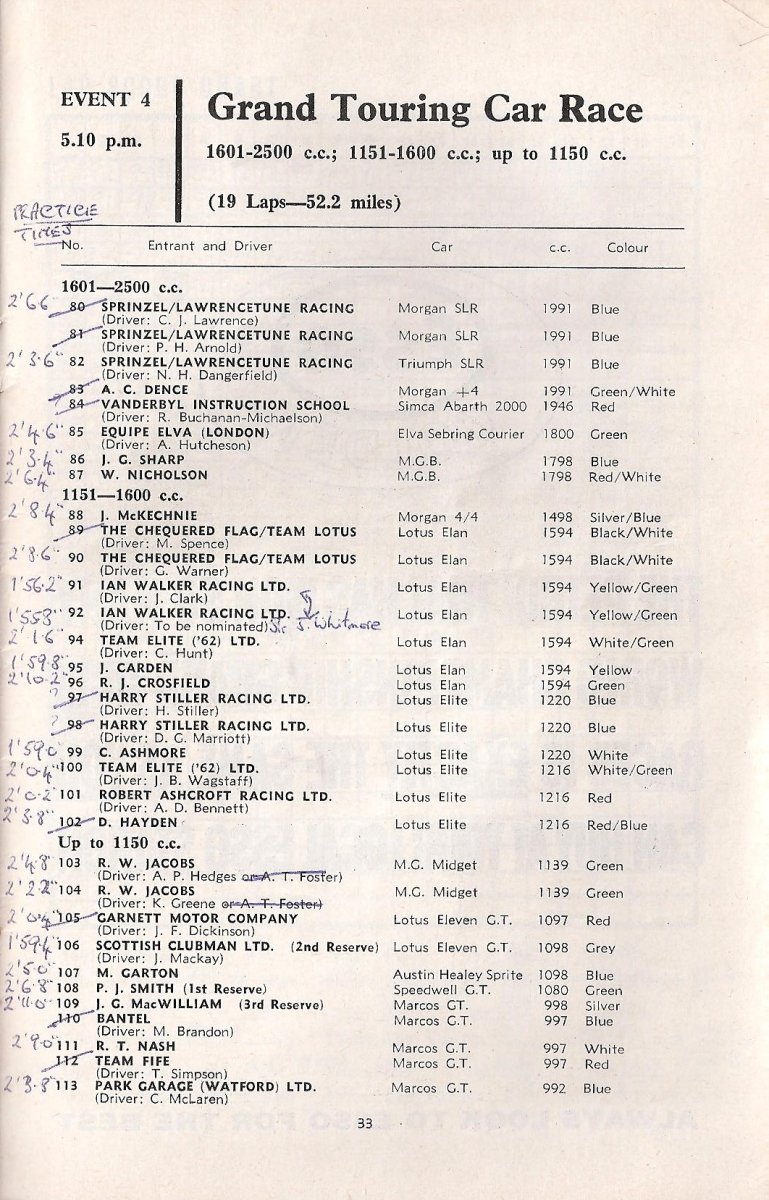 EVENT 4
5.10 p.m.
Grand Touring Car Race
1601-2500 c.c.; 1151-1600 c.c.; up to 1150 c.c.
(19 Laps—52.2 miles)
PRACTICE
TIMES
No. Entrant and Driver Car c.c. Colour
1601—2500 c.c.
2'6.6 80 SPRINZEL/LAWRENCETUNE RACING Morgan SLR 1991 Blue
(Driver: C. J. Lawrence)
81 SPRINZEL/LAWRENCETUNE RACING Morgan SLR 1991 Blue
(Driver: P. H. Arnold)
2'3.6" 82 SPRINZEL/LAWRENCETUNE RACING Triumph SLR 1991 Blue
(Driver: N. H. Dangerfield)
83 A. C. DENCE Morgan +4 1991 Green/White
? 84 VANDERBYL INSTRUCTION SCHOOL Simca Abarth 2000 1946 Red
(Driver: R. Buchanan-Michaelson)
2'4.6" 85 EQUIPE ELVA (LONDON) Elva Sebring Courier 1800 Green
(Driver: A. Hutcheson)
2'3.4" 86 J. G. SHARP M.G.B. 1798 Blue
2'6.4" 87 W. NICHOLSON M.G.B. 1798 Red/White
1151—1600 c.c.
2'8.4" 88 J. McKECHNIE Morgan 4/4 1498 Silver/Blue
89 THE CHEQUERED FLAG/TEAM LOTUS Lotus Elan 1594 Black/White
(Driver: M. Spence)
2'8.6" 90 THE CHEQUERED FLAG/TEAM LOTUS Lotus Elan 1594 Black/White
(Driver: G. Warner)
1'56.2" 91 IAN WALKER RACING LTD. Lotus Elan 1594 Yellow/Green
(Driver: J. Clark)
1'55.8" 92 IAN WALKER RACING LTD. Lotus Elan 1594 Yellow/Green
(Driver: To be nominated) Sir J. Whitmore
2'1.6 94 TEAM ELITE ('62) LTD. Lotus Elan 1594 White/Green
(Driver: C. Hunt)
1'59.8" 95 J. CARDEN Lotus Elan 1594 Yellow
2'10.2" 96 R. J. CROSFIELD Lotus Elan 1594 Green
? 97 HARRY STILLER RACING LTD. Lotus Elite 1220 Blue
(Driver: H. Stiller)
? 98 HARRY STILLER RACING LTD. Lotus Elite 1220 Blue
(Driver: D. G. Marriott)
1'59.0" 99 C. ASHMORE Lotus Elite 1220 White
2'0.4" 100 TEAM ELITE ('62) LTD. Lotus Elite 1216 White/Green
(Driver: J. B. Wagstaff)
2'0.2" 101 ROBERT ASHCROFT RACING LTD. Lotus Elite 1216 Red
(Driver: A. D. Bennett)
2'3.8" 102 D. HAYDEN Lotus Elite 1216 Red/Blue
Up to 1150 c.c.
2'4.8" 103 R. W. JACOBS M.G. Midget 1139 Green
(Driver: A. P. Hedges or A. T. Foster)
2'2.2" 104 R. W. JACOBS M.G. Midget 1139 Green
(Driver: K. Greene or A. T. Foster)
2'0.4" 105 GARNETT MOTOR COMPANY Lotus Eleven G.T. 1097 Red
(Driver: J. F. Dickinson)
1'59.4" 106 SCOTTISH CLUBMAN LTD. (2nd Reserve) Lotus Eleven G.T. 1098 Grey
(Driver: J. Mackay)
2'5.0" 107 M. GARTON Austin Healey Sprite 1098 Blue
2'6.8" 108 P. J. SMITH (1st Reserve) Speedwell G.T. 1080 Green
2'11.0" 109 J. G. MacWILLIAM (3rd Reserve) Marcos GT. 998 Silver
110 BANTEL Marcos G.T. 997 Blue
(Driver: M. Brandon)
2'9.0" 111 R. T. NASH Marcos G.T. 997 White
112 TEAM FIFE Marcos G.T. 997 Red
(Driver: T. Simpson)
2'3.8" 113 PARK GARAGE (WATFORD) LTD. Marcos G.T. 992 Blue
(Driver: C. McLaren)
33